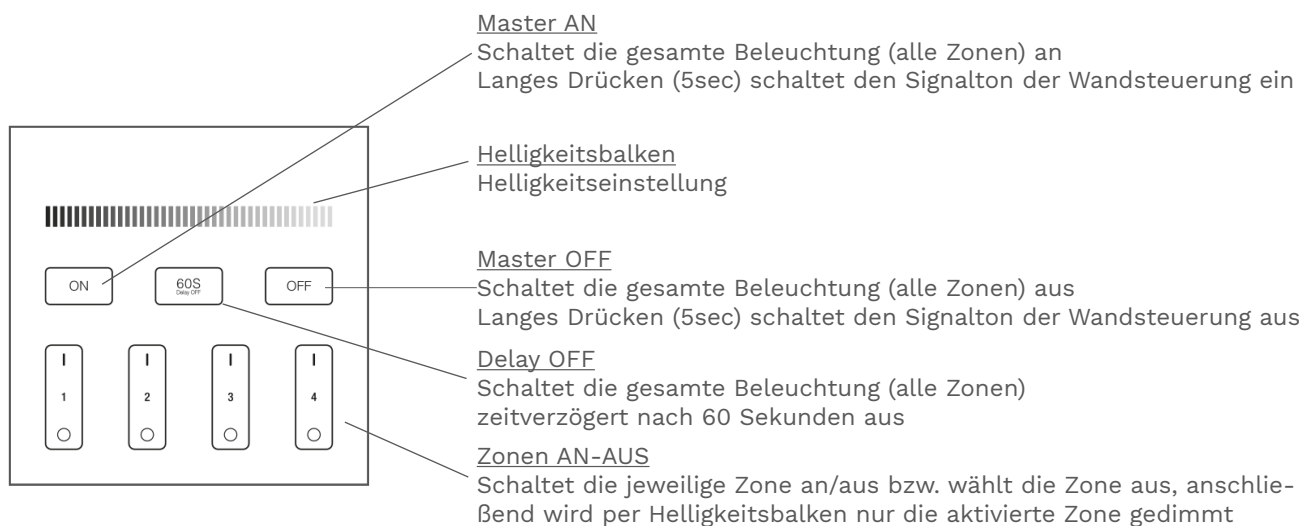 Master AN
Schaltet die gesamte Beleuchtung (alle Zonen) an
Langes Drücken (5sec) schaltet den Signalton der Wandsteuerung ein
Helligkeitsbalken
Helligkeitseinstellung
Master OFF
Schaltet die gesamte Beleuchtung (alle Zonen) aus
Langes Drücken (5sec) schaltet den Signalton der Wandsteuerung aus
Delay OFF
Schaltet die gesamte Beleuchtung (alle Zonen)
zeitverzögert nach 60 Sekunden aus
Zonen AN-AUS
Schaltet die jeweilige Zone an/aus bzw. wählt die Zone aus, anschlie-
ßend wird per Helligkeitsbalken nur die aktivierte Zone gedimmt
ON
60S
Delay OFF
OFF
1
2
3
4